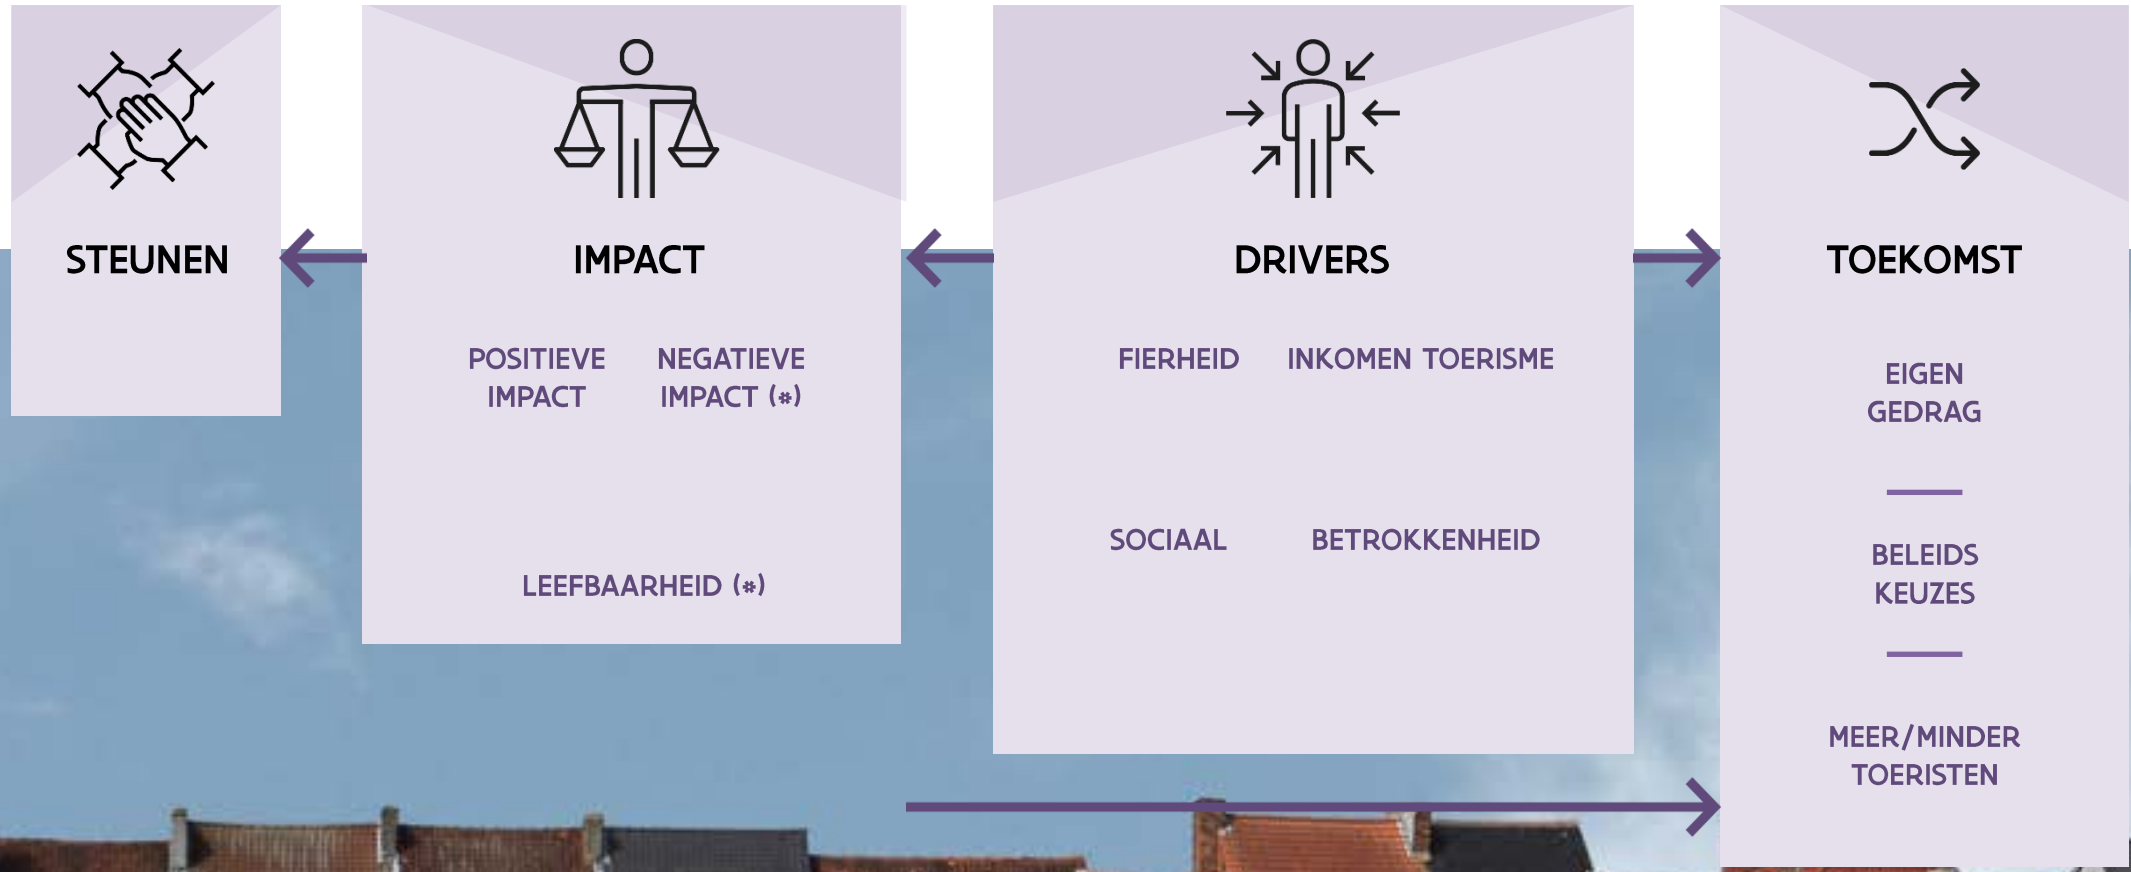 STEUNEN
IMPACT
POSITIEVE
IMPACT
NEGATIEVE
IMPACT (*)
LEEFBAARHEID (*)
DRIVERS
FIERHEID
INKOMEN TOERISME
SOCIAAL
BETROKKENHEID
TOEKOMST
EIGEN
GEDRAG
BELEIDS
KEUZES
MEER/MINDER
TOERISTEN